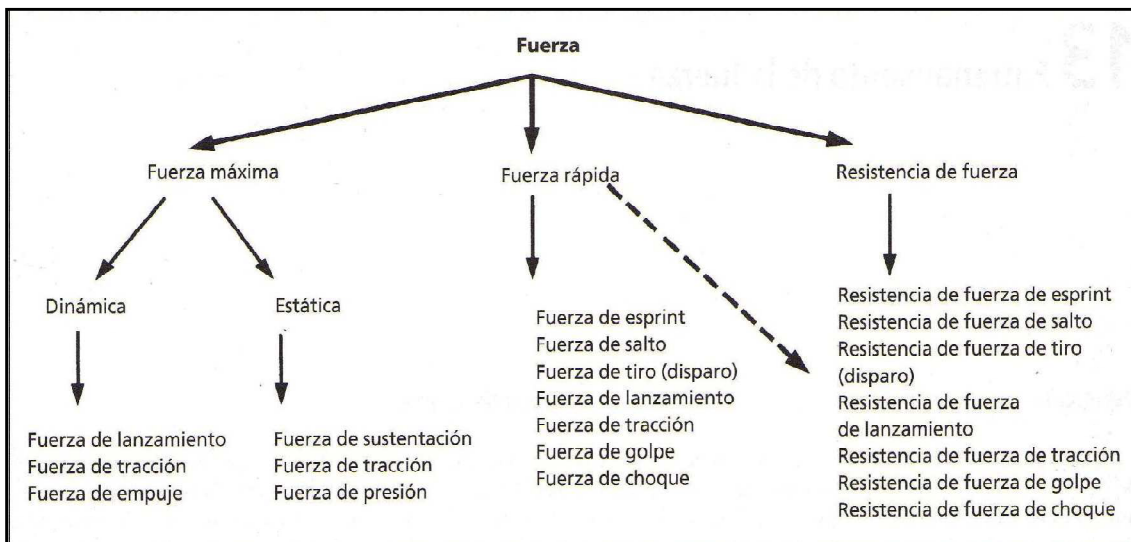 Fuerza
Fuerza máxima
Fuerza rápida
Resistencia de fuerza
Dinámica
Estática
Fuerza de lanzamiento
Fuerza de tracción
Fuerza de empuje
Fuerza de sustentación
Fuerza de tracción
Fuerza de presión
Fuerza de esprint
Fuerza de salto
Fuerza de tiro (disparo)
Fuerza de lanzamiento
Fuerza de tracción
Fuerza de golpe
Fuerza de choque
Resistencia de fuerza de esprint
Resistencia de fuerza de salto
Resistencia de fuerza de tiro
(disparo)
Resistencia de fuerza
de lanzamiento
Resistencia de fuerza de tracción
Resistencia de fuerza de golpe
Resistencia de fuerza de choque